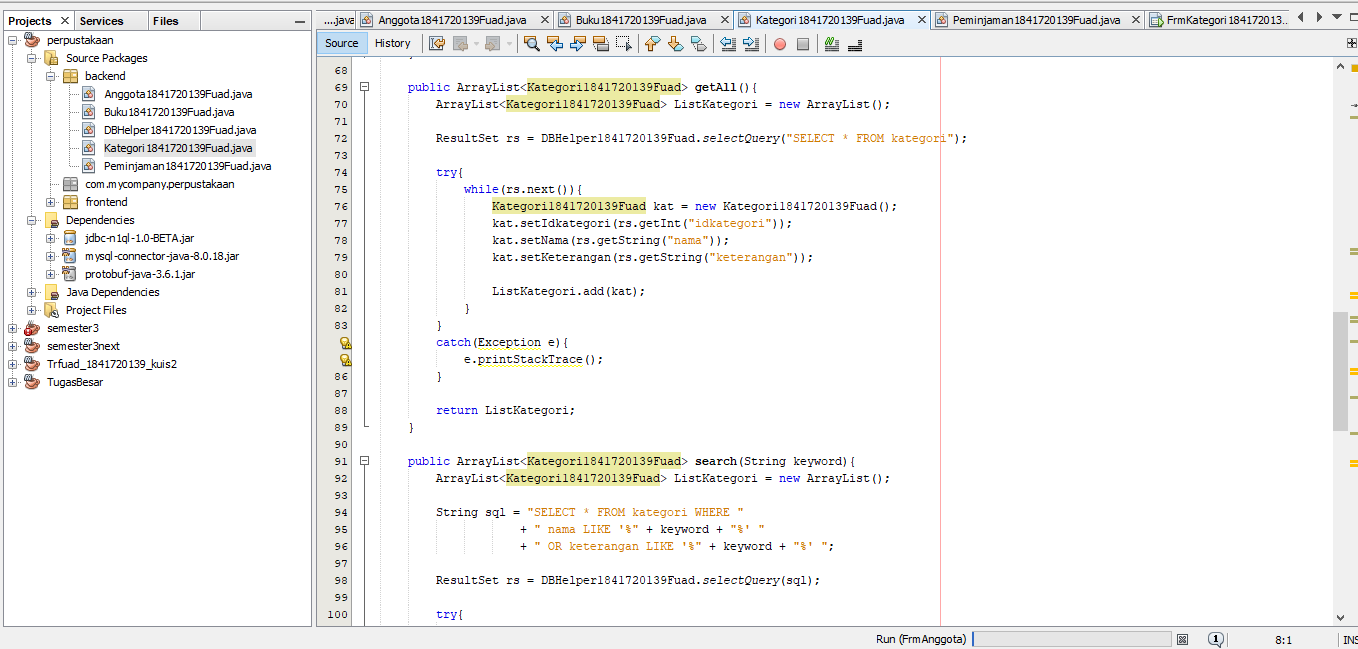 Projects Services Files
perpustakaan
Source Packages
backend
Anggota1841720139Fuad.java
Buku1841720139Fuad.java
DBHelper1841720139Fuad.java
Kategori1841720139Fuad.java
Peminjaman1841720139Fuad.java
com.mycompany.perpustakaan
frontend
Dependencies
jdbc-n1ql-1.0-BETA.jar
mysql-connector-java-8.0.18.jar
protobuf-java-3.6.1.jar
Java Dependencies
Project Files
semester3
semester3next
Trfuad_1841720139_kuis2
TugasBesar
....java Anggota1841720139Fuad.java Buku1841720139Fuad.java Kategori1841720139Fuad.java Peminjaman1841720139Fuad.java FrmKategori184172013...
Source History
68
69 public ArrayList<Kategori1841720139Fuad> getAll(){
70 ArrayList<Kategori1841720139Fuad> ListKategori = new ArrayList();
71
72 ResultSet rs = DBHelper1841720139Fuad.selectQuery("SELECT * FROM kategori");
73
74 try{
75 while(rs.next()){
76 Kategori1841720139Fuad kat = new Kategori1841720139Fuad();
77 kat.setIdkategori(rs.getInt("idkategori"));
78 kat.setNama(rs.getString("nama"));
79 kat.setKeterangan(rs.getString("keterangan"));
80
81 ListKategori.add(kat);
82 }
83 }
catch(Exception e){
e.printStackTrace();
86 }
87
88 return ListKategori;
89 }
90
91 public ArrayList<Kategori1841720139Fuad> search(String keyword){
92 ArrayList<Kategori1841720139Fuad> ListKategori = new ArrayList();
93
94 String sql = "SELECT * FROM kategori WHERE "
95 + " nama LIKE '%" + keyword + "%' "
96 + " OR keterangan LIKE '%" + keyword + "%' ";
97
98 ResultSet rs = DBHelper1841720139Fuad.selectQuery(sql);
99
100 try{
Run (FrmAnggota) 1 8:1 INS